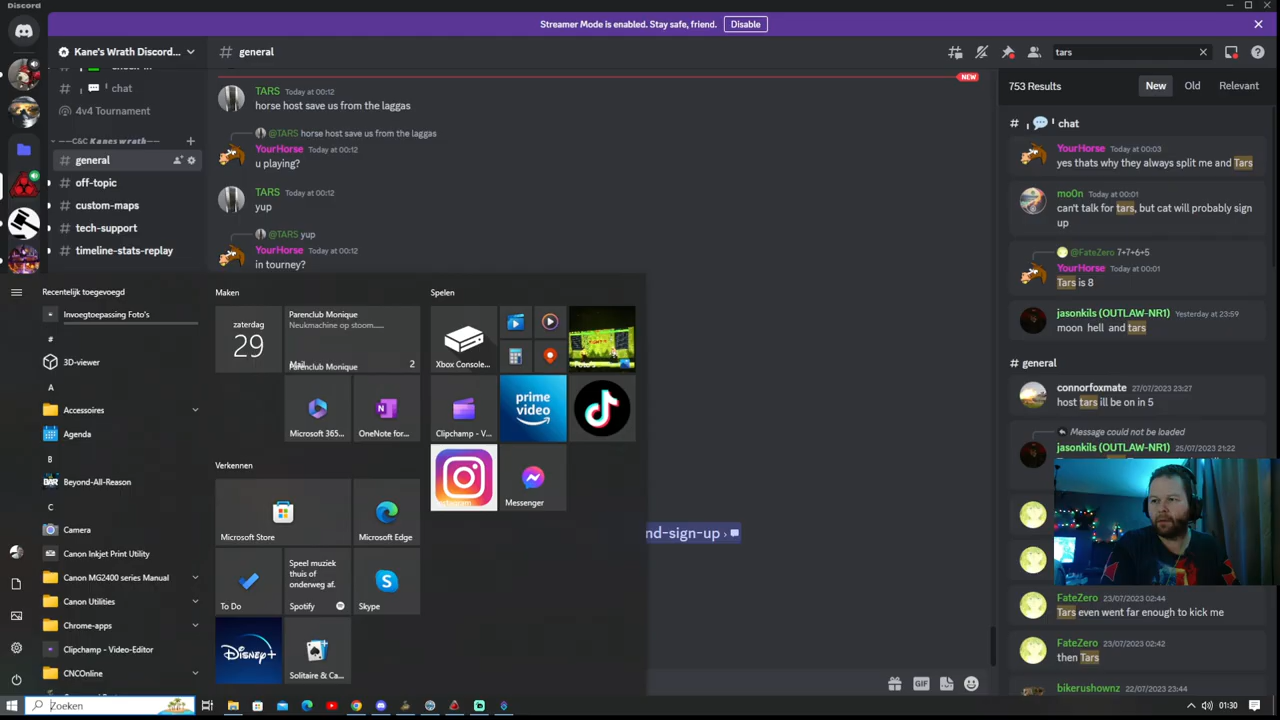 Discord
Streamer Mode is enabled. Stay safe, friend. Disable
Kane's Wrath Discord...
# general
tars
chat
4v4 Tournament
C&C Kaneswrath
general
off-topic
custom-maps
tech-support
timeline-stats-replay
NEW
TARS Today at 00:12
horse host save us from the laggas
@TARS horse host save us from the laggas
YourHorse Today at 00:12
u playing?
TARS Today at 00:12
yup
@TARS yup
YourHorse Today at 00:12
in tourney?
nd-sign-up ›
753 Results
New Old Relevant
# chat
YourHorse Today at 00:03
yes thats why they always split me and Tars
mo0n Today at 00:01
can't talk for tars, but cat will probably sign
up
@FateZero 7+7+6+5
YourHorse Today at 00:01
Tars is 8
jasonkils (OUTLAW-NR1) Yesterday at 23:59
moon hell and tars
# general
connorfoxmate 27/07/2023 23:27
host tars ill be on in 5
Message could not be loaded
jasonkils (OUTLAW-NR1) 25/07/2023 21:22
FateZero 23/07/2023 02:44
Tars even went far enough to kick me
FateZero 23/07/2023 02:42
then Tars
bikerushownz 22/07/2023 23:44
Recentelijk toegevoegd
Invoegtoepassing Foto's
#
3D-viewer
A
Accessoires
Agenda
B
Beyond-All-Reason
C
Camera
Canon Inkjet Print Utility
Canon MG2400 series Manual
Canon Utilities
Chrome-apps
Clipchamp - Video-Editor
CNCOnline
Maken
zaterdag
29
Parenclub Monique
Neukmachine op stoom.....
Mail
Parenclub Monique
2
Microsoft 365...
OneNote for...
Verkennen
Microsoft Store
Microsoft Edge
To Do
Speel muziek
thuis of
onderweg af.
Spotify
Skype
Disney+
Solitaire & Ca...
Spelen
Xbox Console...
Foto's
Clipchamp - V...
prime
video
Instagram
Messenger
GIF
Zoeken
01:30